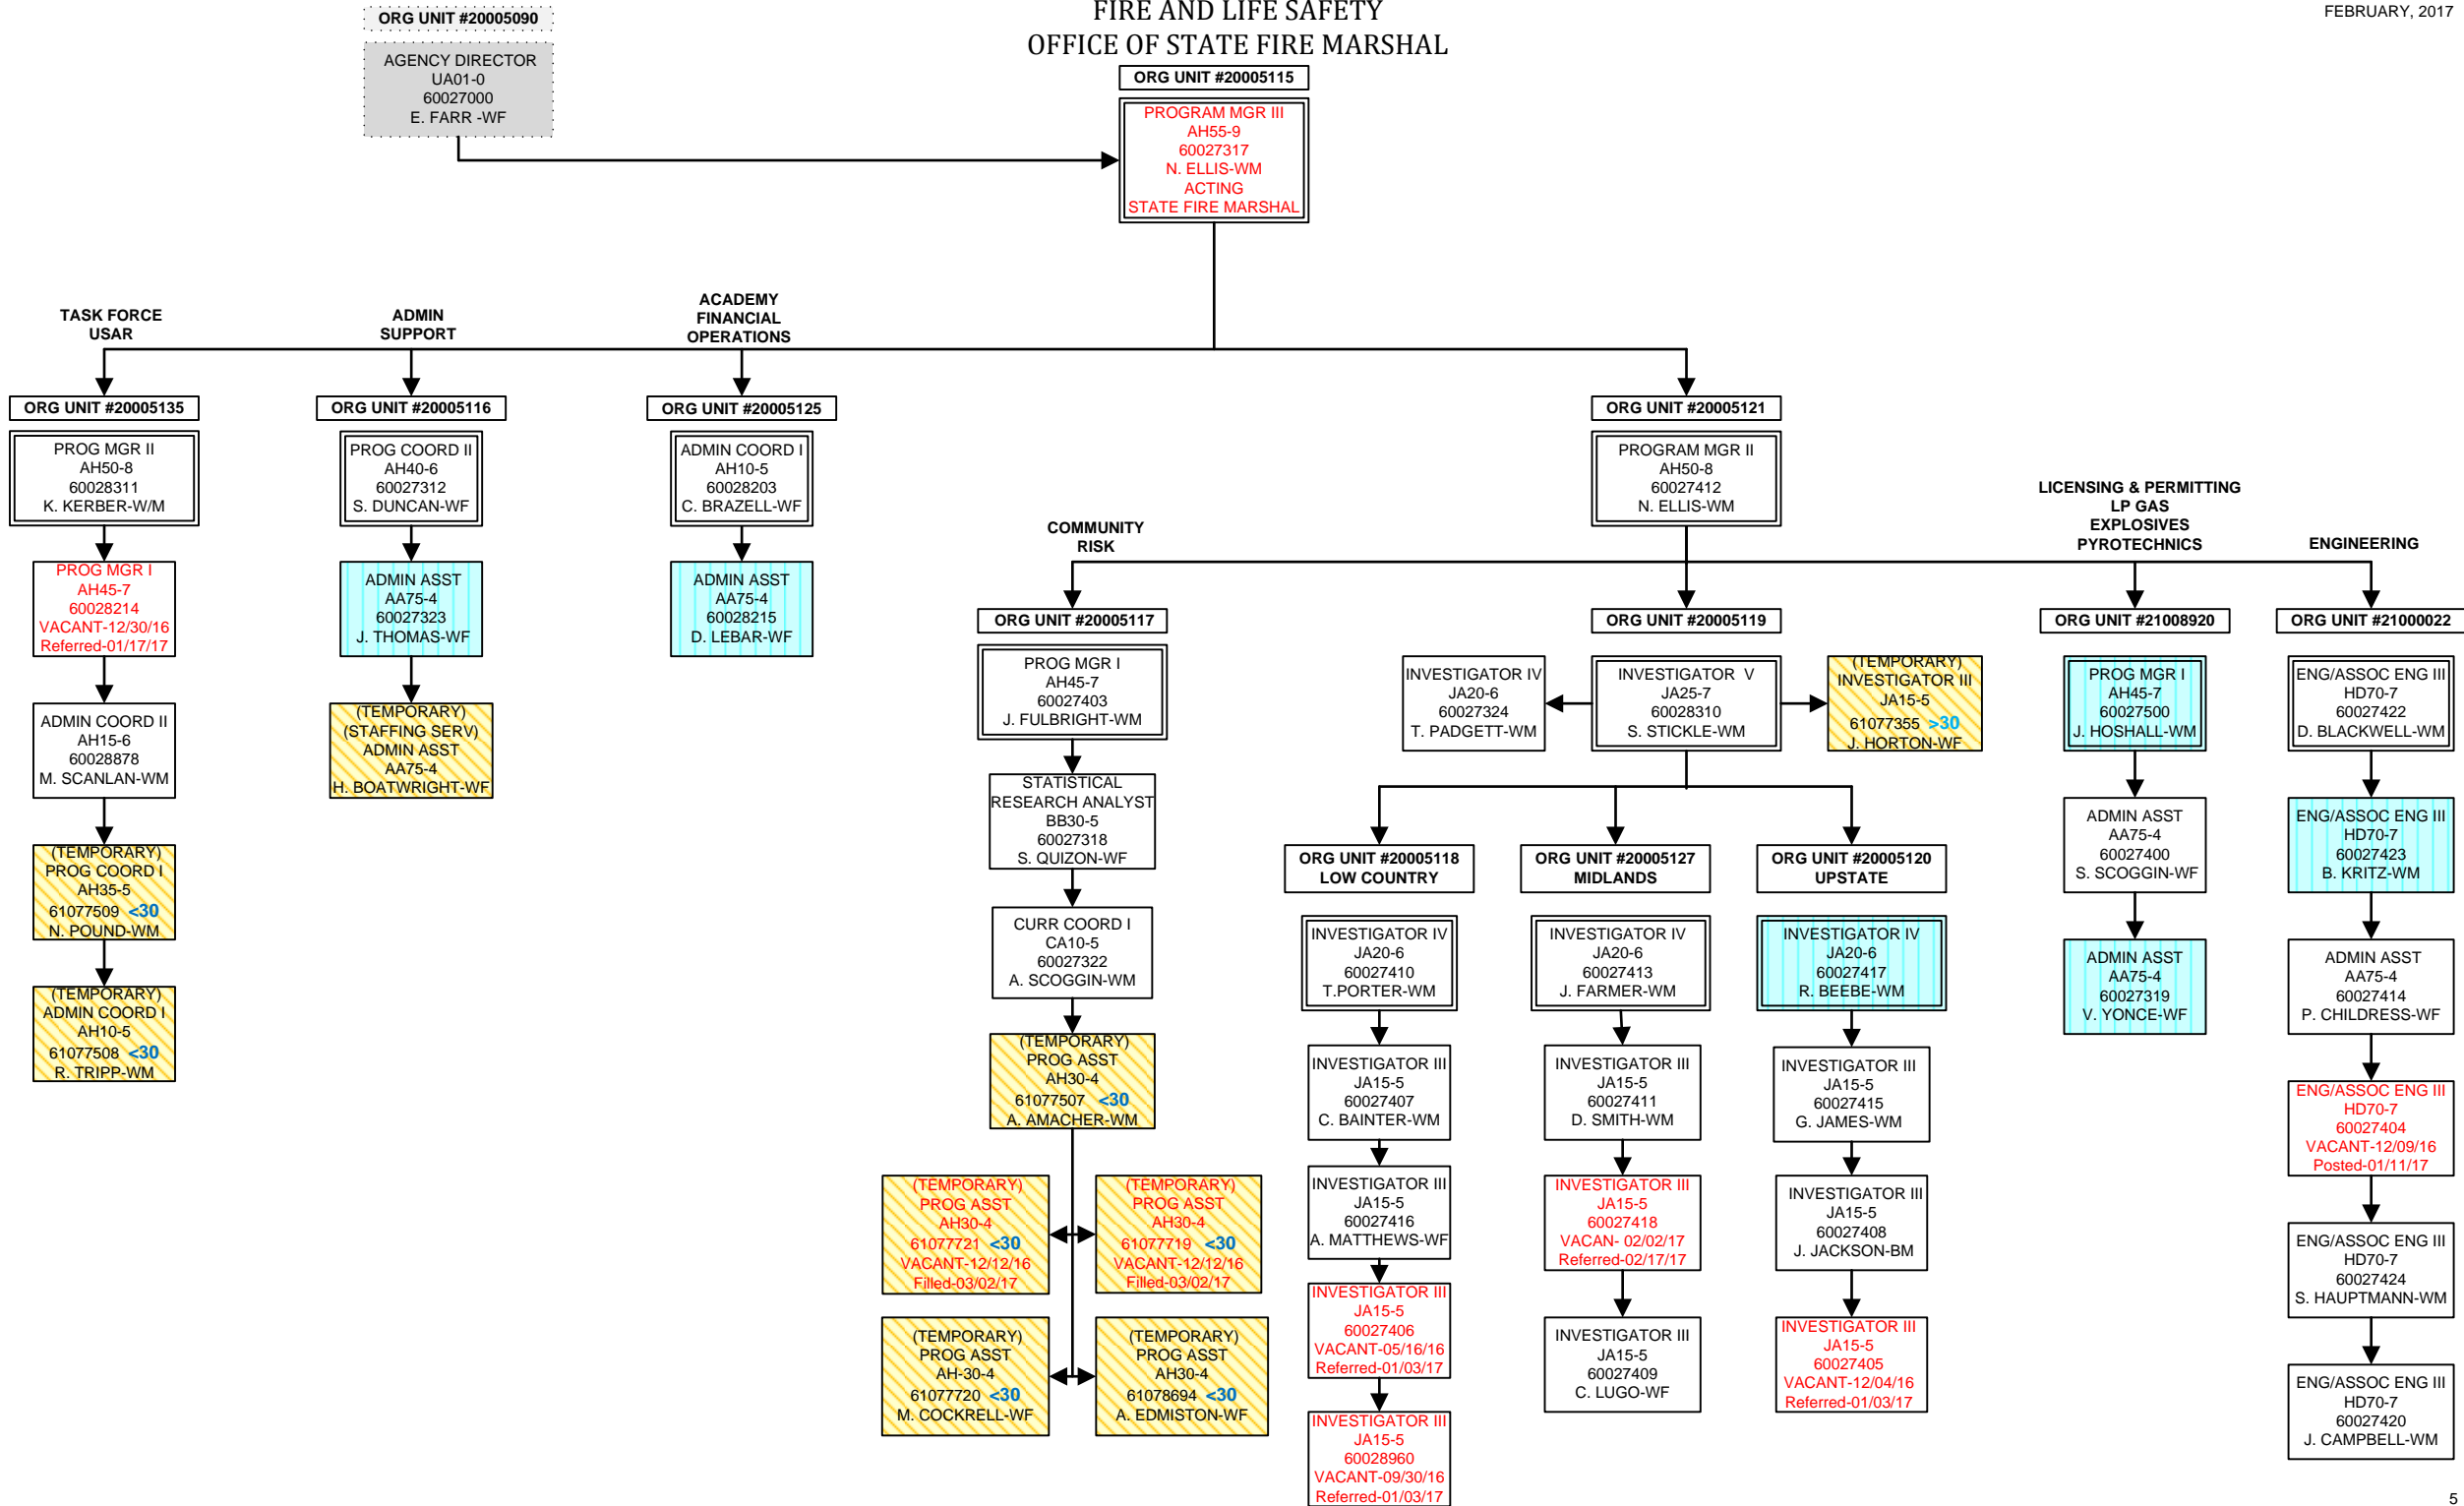 FIRE AND LIFE SAFETY
OFFICE OF STATE FIRE MARSHAL
FEBRUARY, 2017
ORG UNIT #20005090
AGENCY DIRECTOR
UA01-0
60027000
E. FARR -WF
ORG UNIT #20005115
PROGRAM MGR III
AH55-9
60027317
N. ELLIS-WM
ACTING
STATE FIRE MARSHAL
TASK FORCE
USAR
ORG UNIT #20005135
PROG MGR II
AH50-8
60028311
K. KERBER-W/M
PROG MGR I
AH45-7
60028214
VACANT-12/30/16
Referred-01/17/17
ADMIN COORD II
AH15-6
60028878
M. SCANLAN-WM
(TEMPORARY)
PROG COORD I
AH35-5
61077509 <30
N. POUND-WM
(TEMPORARY)
ADMIN COORD I
AH10-5
61077508 <30
R. TRIPP-WM
ADMIN
SUPPORT
ORG UNIT #20005116
PROG COORD II
AH40-6
60027312
S. DUNCAN-WF
ADMIN ASST
AA75-4
60027323
J. THOMAS-WF
(TEMPORARY)
(STAFFING SERV)
ADMIN ASST
AA75-4
H. BOATWRIGHT-WF
ACADEMY
FINANCIAL
OPERATIONS
ORG UNIT #20005125
ADMIN COORD I
AH10-5
60028203
C. BRAZELL-WF
ADMIN ASST
AA75-4
60028215
D. LEBAR-WF
ORG UNIT #20005121
PROGRAM MGR II
AH50-8
60027412
N. ELLIS-WM
COMMUNITY
RISK
ORG UNIT #20005117
PROG MGR I
AH45-7
60027403
J. FULBRIGHT-WM
STATISTICAL
RESEARCH ANALYST
BB30-5
60027318
S. QUIZON-WF
CURR COORD I
CA10-5
60027322
A. SCOGGIN-WM
(TEMPORARY)
PROG ASST
AH30-4
61077507 <30
A. AMACHER-WM
(TEMPORARY)
PROG ASST
AH30-4
61077721 <30
VACANT-12/12/16
Filled-03/02/17
(TEMPORARY)
PROG ASST
AH30-4
61077719 <30
VACANT-12/12/16
Filled-03/02/17
(TEMPORARY)
PROG ASST
AH-30-4
61077720 <30
M. COCKRELL-WF
(TEMPORARY)
PROG ASST
AH30-4
61078694 <30
A. EDMISTON-WF
ORG UNIT #20005119
INVESTIGATOR IV
JA20-6
60027324
T. PADGETT-WM
INVESTIGATOR V
JA25-7
60028310
S. STICKLE-WM
(TEMPORARY)
INVESTIGATOR III
JA15-5
61077355 >30
J. HORTON-WF
ORG UNIT #20005118
LOW COUNTRY
INVESTIGATOR IV
JA20-6
60027410
T.PORTER-WM
INVESTIGATOR III
JA15-5
60027407
C. BAINTER-WM
INVESTIGATOR III
JA15-5
60027416
A. MATTHEWS-WF
INVESTIGATOR III
JA15-5
60027406
VACANT-05/16/16
Referred-01/03/17
INVESTIGATOR III
JA15-5
60028960
VACANT-09/30/16
Referred-01/03/17
ORG UNIT #20005127
MIDLANDS
INVESTIGATOR IV
JA20-6
60027413
J. FARMER-WM
INVESTIGATOR III
JA15-5
60027411
D. SMITH-WM
INVESTIGATOR III
JA15-5
60027418
VACAN- 02/02/17
Referred-02/17/17
INVESTIGATOR III
JA15-5
60027409
C. LUGO-WF
ORG UNIT #20005120
UPSTATE
INVESTIGATOR IV
JA20-6
60027417
R. BEEBE-WM
INVESTIGATOR III
JA15-5
60027415
G. JAMES-WM
INVESTIGATOR III
JA15-5
60027408
J. JACKSON-BM
INVESTIGATOR III
JA15-5
60027405
VACANT-12/04/16
Referred-01/03/17
LICENSING & PERMITTING
LP GAS
EXPLOSIVES
PYROTECHNICS
ORG UNIT #21008920
PROG MGR I
AH45-7
60027500
J. HOSHALL-WM
ADMIN ASST
AA75-4
60027400
S. SCOGGIN-WF
ADMIN ASST
AA75-4
60027319
V. YONCE-WF
ENGINEERING
ORG UNIT #21000022
ENG/ASSOC ENG III
HD70-7
60027422
D. BLACKWELL-WM
ENG/ASSOC ENG III
HD70-7
60027423
B. KRITZ-WM
ADMIN ASST
AA75-4
60027414
P. CHILDRESS-WF
ENG/ASSOC ENG III
HD70-7
60027404
VACANT-12/09/16
Posted-01/11/17
ENG/ASSOC ENG III
HD70-7
60027424
S. HAUPTMANN-WM
ENG/ASSOC ENG III
HD70-7
60027420
J. CAMPBELL-WM
5